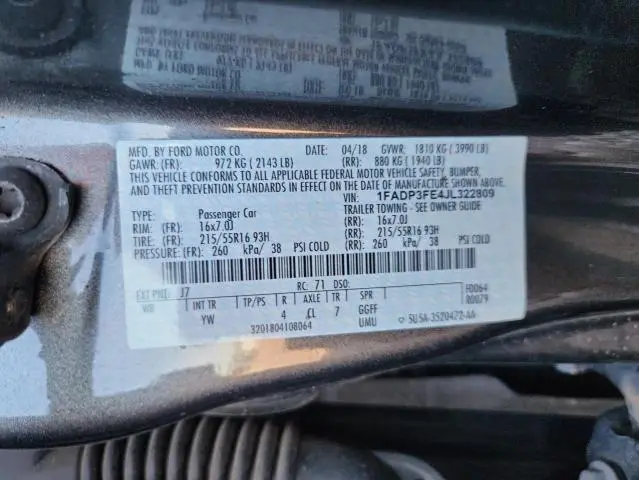 MFD. BY FORD MOTOR CO. DATE: 04/18 GVWR: 1810 KG ( 3990 LB)
GAWR: (FR): 972 KG ( 2143 LB) (RR): 880 KG ( 1940 LB)
THIS VEHICLE CONFORMS TO ALL APPLICABLE FEDERAL MOTOR VEHICLE SAFETY, BUMPER,
AND THEFT PREVENTION STANDARDS IN EFFECT ON THE DATE OF MANUFACTURE SHOWN ABOVE.
VIN: 1FADP3FE4JL322809
TYPE: Passenger Car TRAILER TOWING - SEE OWNER GUIDE
RIM: (FR): 16x7.0J (RR): 16x7.0J
TIRE: (FR): 215/55R16 93H (RR): 215/55R16 93H
PRESSURE: (FR): 260 kPa/ 38 PSI COLD (RR): 260 kPa/ 38 PSI COLD
RC: 71 DSO: F0064
EXT PNT: J7 R0079
WB INT TR TP/PS R AXLE TR SPR
YW 4 CL 7 GGFF
3201804108064 UMU 5U5A-3520472-AA